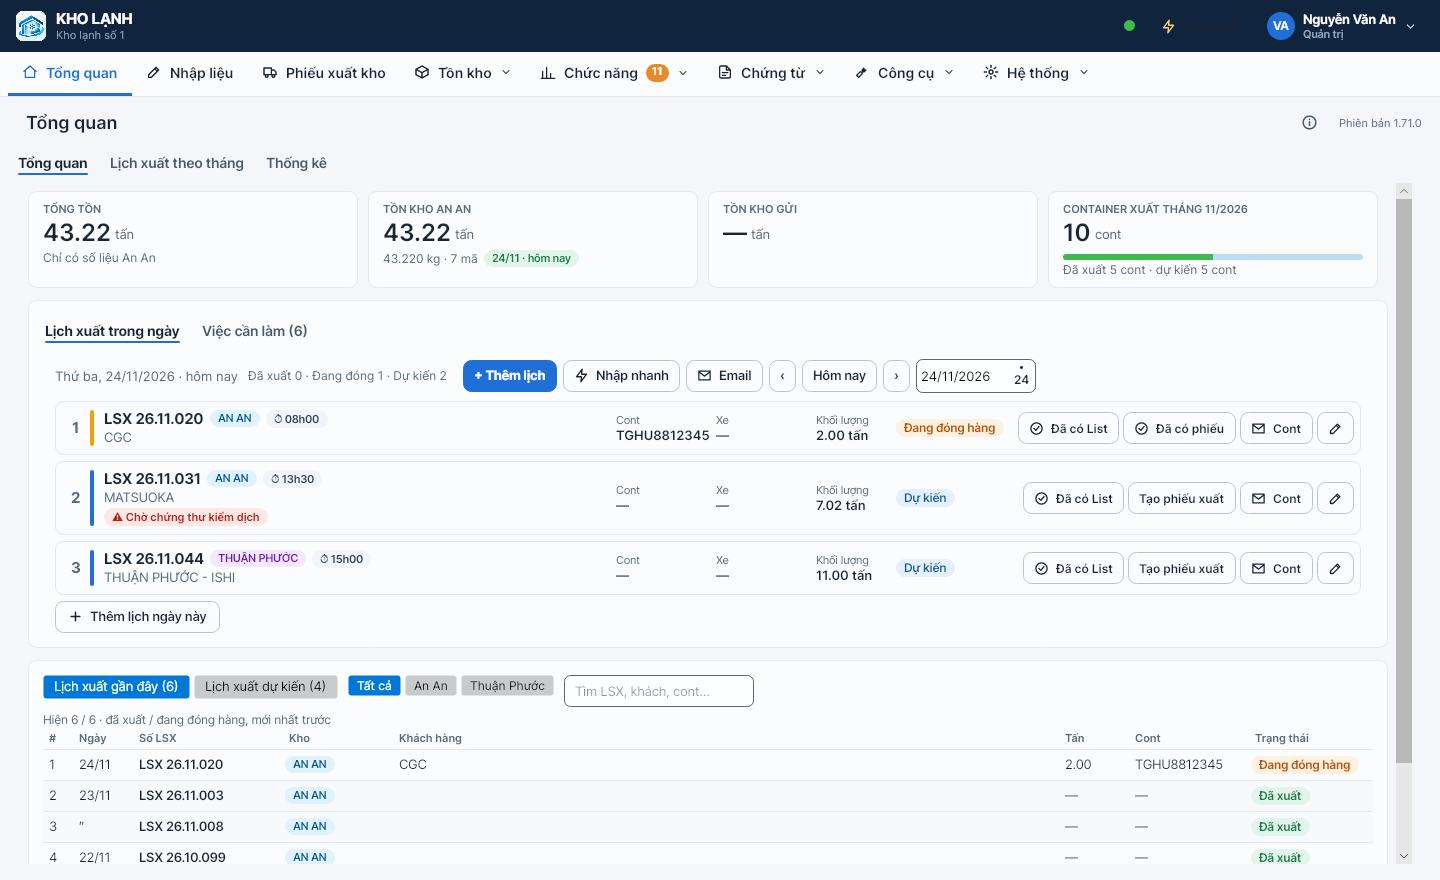 KHO LẠNH
Kho lạnh số 1
VA
Nguyễn Văn An
Quản trị
Tổng quan
Nhập liệu
Phiếu xuất kho
Tồn kho
Chức năng 11
Chứng từ
Công cụ
Hệ thống
Tổng quan
Phiên bản 1.71.0
Tổng quan
Lịch xuất theo tháng
Thống kê
TỔNG TỒN
43.22 tấn
Chỉ có số liệu An An
TỒN KHO AN AN
43.22 tấn
43.220 kg · 7 mã 24/11 · hôm nay
TỒN KHO GỬI
— tấn
CONTAINER XUẤT THÁNG 11/2026
10 cont
Đã xuất 5 cont · dự kiến 5 cont
Lịch xuất trong ngày
Việc cần làm (6)
Thứ ba, 24/11/2026 · hôm nay
Đã xuất 0 · Đang đóng 1 · Dự kiến 2
+ Thêm lịch
Nhập nhanh
Email
‹
Hôm nay
›
24/11/2026
24
1
LSX 26.11.020 AN AN 08h00
CGC
Cont
TGHU8812345
Xe
—
Khối lượng
2.00 tấn
Đang đóng hàng
Đã có List
Đã có phiếu
Cont
2
LSX 26.11.031 AN AN 13h30
MATSUOKA
Chờ chứng thư kiểm dịch
Cont
—
Xe
—
Khối lượng
7.02 tấn
Dự kiến
Đã có List
Tạo phiếu xuất
Cont
3
LSX 26.11.044 THUẬN PHƯỚC 15h00
THUẬN PHƯỚC - ISHI
Cont
—
Xe
—
Khối lượng
11.00 tấn
Dự kiến
Đã có List
Tạo phiếu xuất
Cont
Thêm lịch ngày này
Lịch xuất gần đây (6)
Lịch xuất dự kiến (4)
Tất cả
An An
Thuận Phước
Tìm LSX, khách, cont...
Hiện 6 / 6 · đã xuất / đang đóng hàng, mới nhất trước
# Ngày Số LSX Kho Khách hàng Tấn Cont Trạng thái
1 24/11 LSX 26.11.020 AN AN CGC 2.00 TGHU8812345 Đang đóng hàng
2 23/11 LSX 26.11.003 AN AN — — Đã xuất
3 " LSX 26.11.008 AN AN — — Đã xuất
4 22/11 LSX 26.10.099 AN AN — — Đã xuất